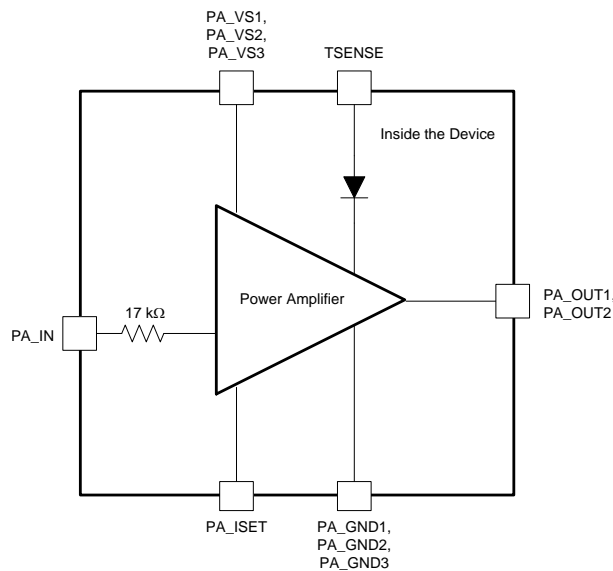 PA_VS1,
PA_VS2,
PA_VS3
TSENSE
Inside the Device
Power Amplifier
17 kΩ
PA_IN
PA_OUT1,
PA_OUT2
PA_ISET
PA_GND1,
PA_GND2,
PA_GND3